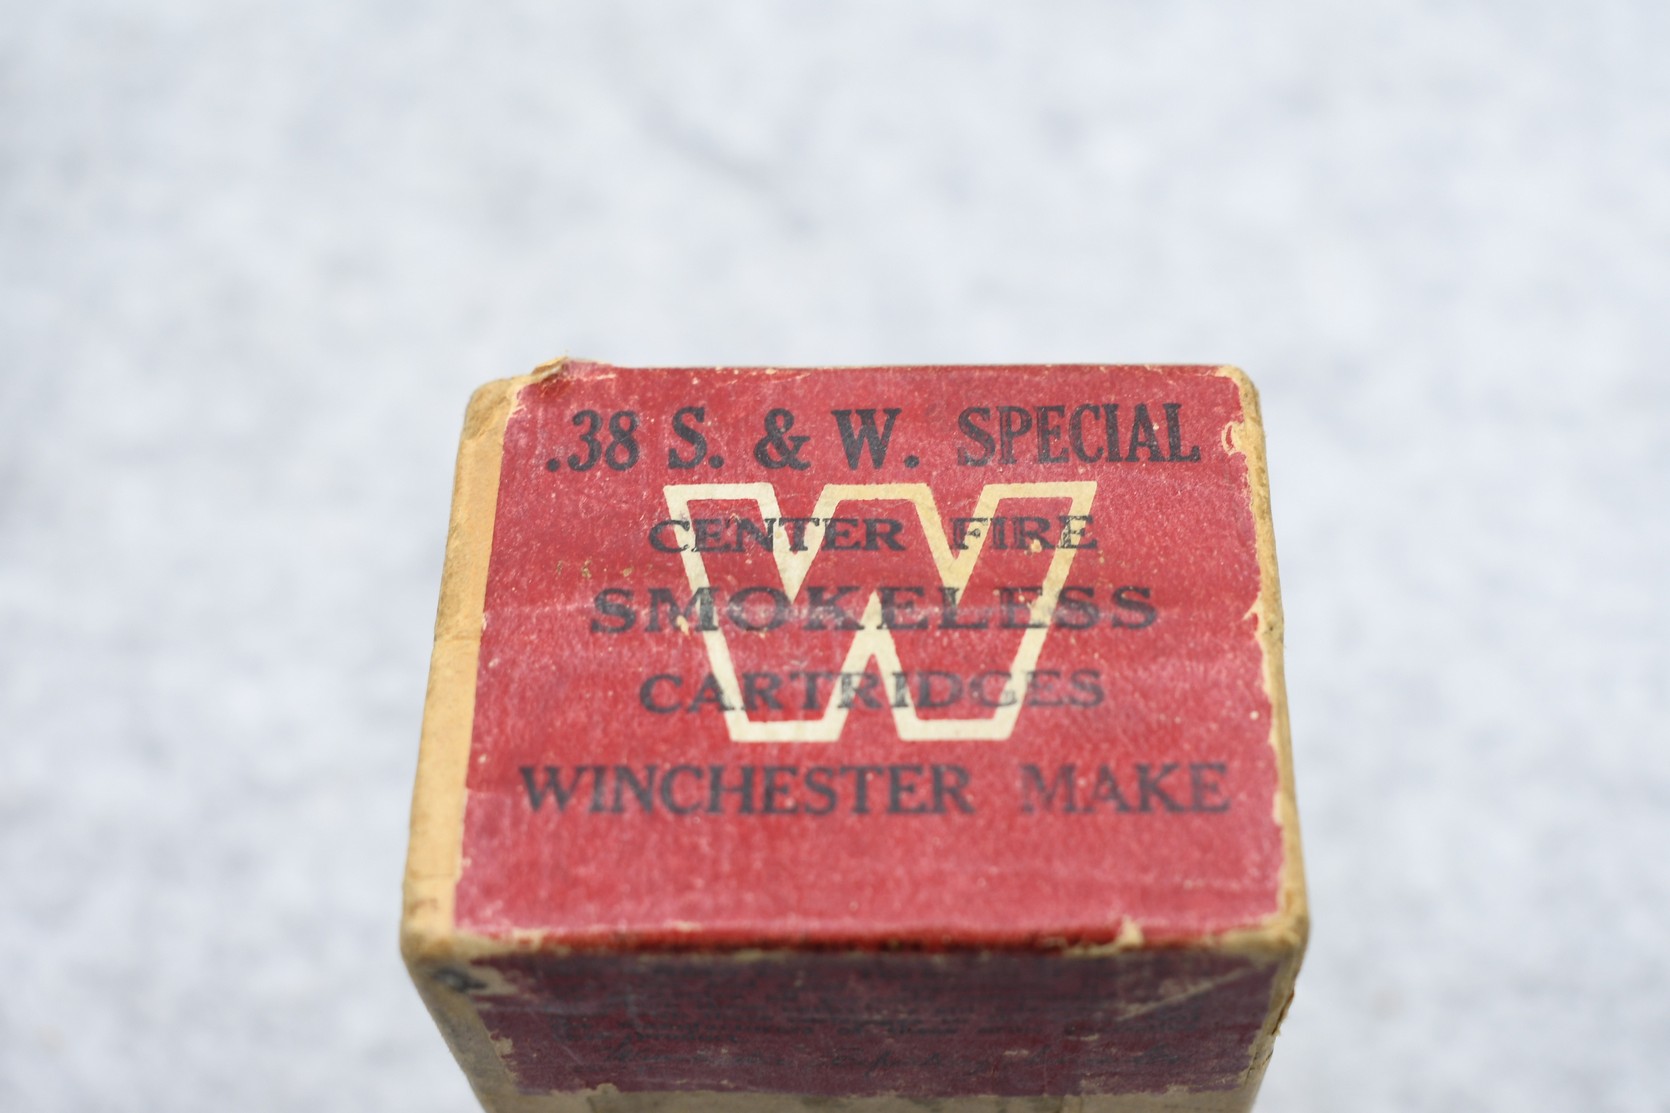 .38 S. & W. SPECIAL
W
CENTER FIRE
SMOKELESS
CARTRIDGES
WINCHESTER MAKE